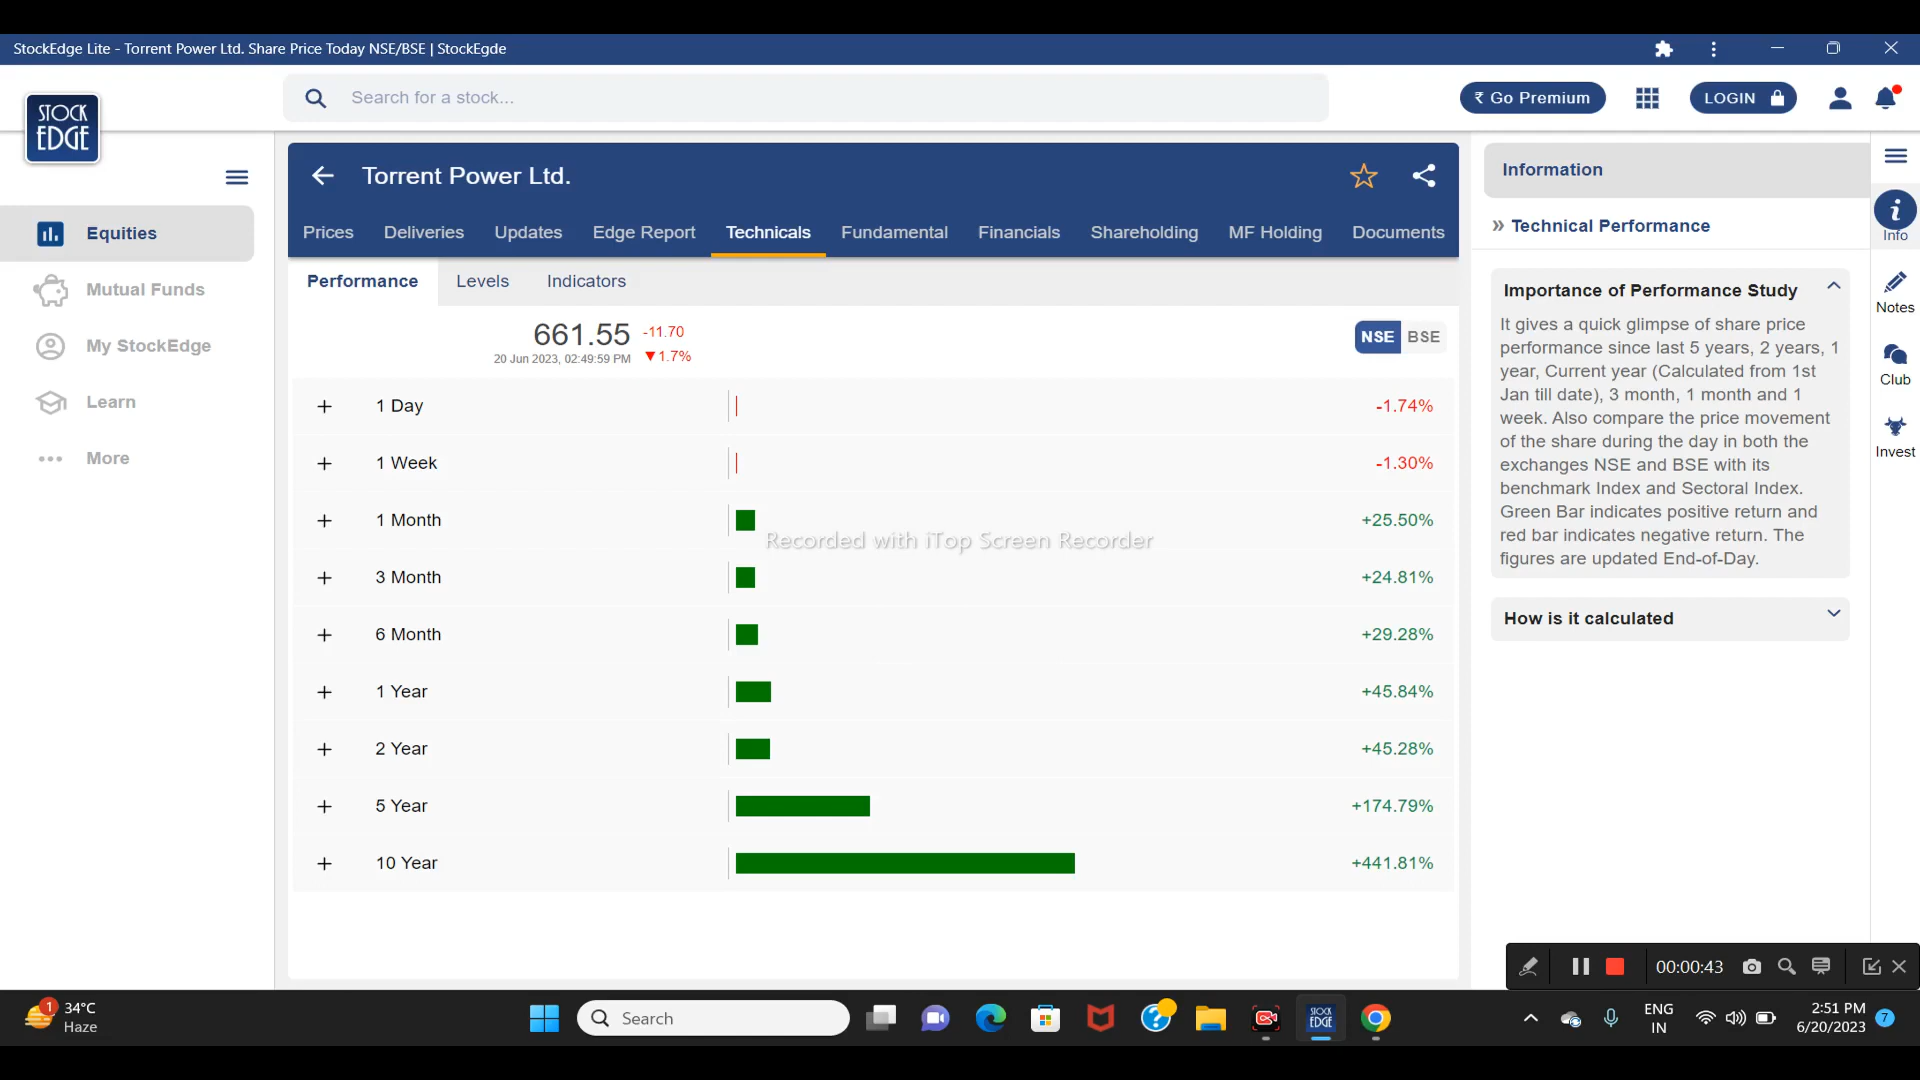 StockEdge Lite - Torrent Power Ltd. Share Price Today NSE/BSE | StockEgde
STOCK
EDGE
Search for a stock...
₹ Go Premium
LOGIN
Torrent Power Ltd.
Prices Deliveries Updates Edge Report Technicals Fundamental Financials Shareholding MF Holding Documents
Performance Levels Indicators
Equities
Mutual Funds
My StockEdge
Learn
More
661.55 -11.70
20 Jun 2023, 02:49:59 PM ▼1.7%
NSE BSE
+ 1 Day -1.74%
+ 1 Week -1.30%
+ 1 Month +25.50%
Recorded with iTop Screen Recorder
+ 3 Month +24.81%
+ 6 Month +29.28%
+ 1 Year +45.84%
+ 2 Year +45.28%
+ 5 Year +174.79%
+ 10 Year +441.81%
Information
» Technical Performance
Importance of Performance Study
It gives a quick glimpse of share price
performance since last 5 years, 2 years, 1
year, Current year (Calculated from 1st
Jan till date), 3 month, 1 month and 1
week. Also compare the price movement
of the share during the day in both the
exchanges NSE and BSE with its
benchmark Index and Sectoral Index.
Green Bar indicates positive return and
red bar indicates negative return. The
figures are updated End-of-Day.
How is it calculated
i
Info
Notes
Club
Invest
00:00:43
1
34°C
Haze
Search
STOCK
EDGE
ENG
IN
2:51 PM
6/20/2023
7